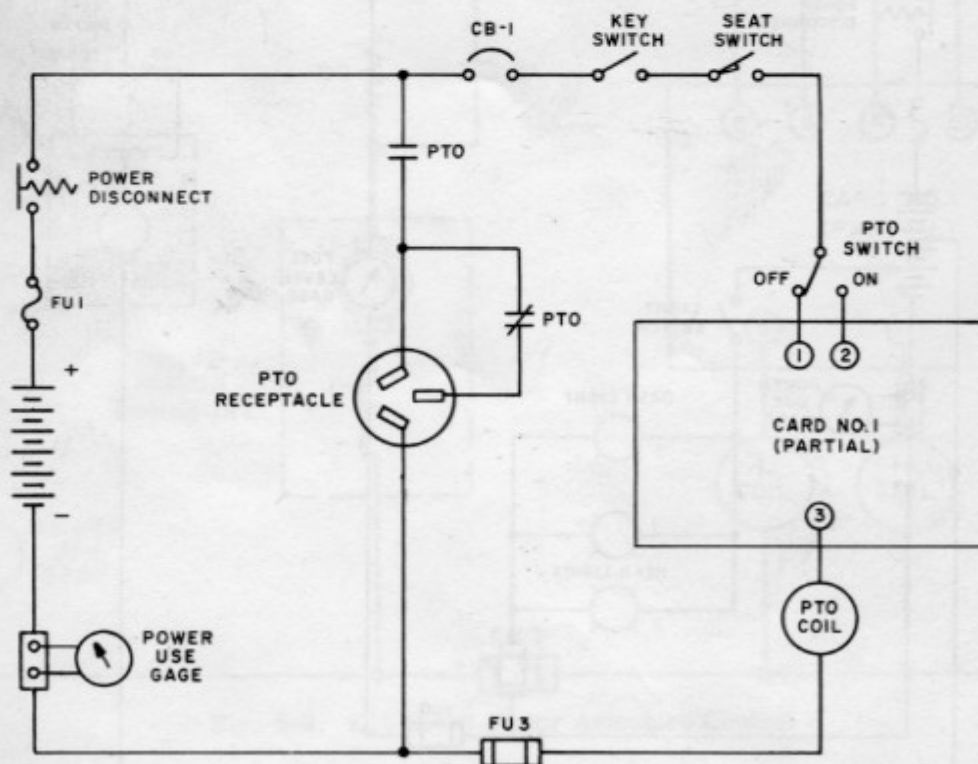 CB-1
KEY
SWITCH
SEAT
SWITCH
PTO
POWER
DISCONNECT
PTO
SWITCH
OFF
ON
FU1
PTO
+
1
2
PTO
RECEPTACLE
CARD NO.1
(PARTIAL)
−
3
PTO
COIL
POWER
USE
GAGE
FU3